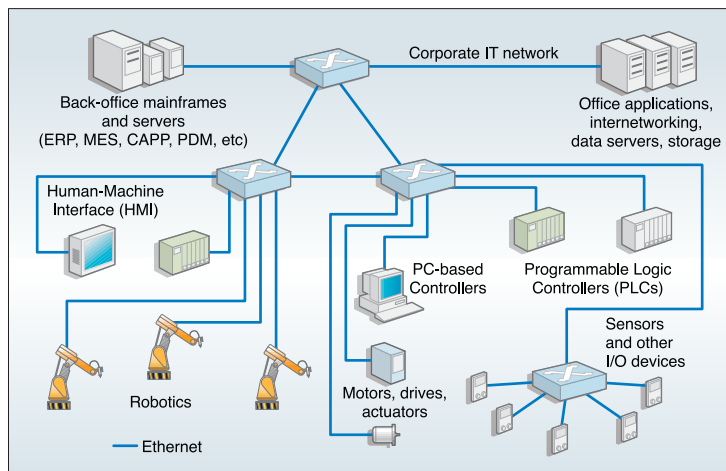 Corporate IT network
Back-office mainframes
and servers
(ERP, MES, CAPP, PDM, etc)
Office applications,
internetworking,
data servers, storage
Human-Machine
Interface (HMI)
PC-based
Controllers
Programmable Logic
Controllers (PLCs)
Sensors
and other
I/O devices
Robotics
Motors, drives,
actuators
Ethernet